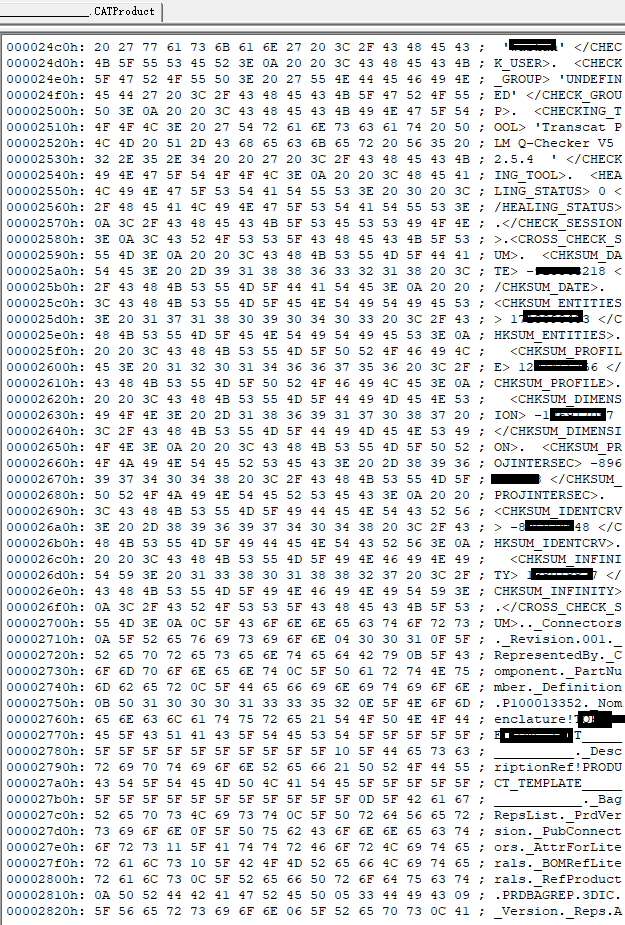 .CATProduct
000024c0h: 20 27 77 61 73 6B 61 6E 27 20 3C 2F 43 48 45 43 ; ' ' </CHEC
000024d0h: 4B 5F 55 53 45 52 3E 0A 20 20 3C 43 48 45 43 4B ; K_USER>.  <CHECK
000024e0h: 5F 47 52 4F 55 50 3E 20 27 55 4E 44 45 46 49 4E ; _GROUP> 'UNDEFIN
000024f0h: 45 44 27 20 3C 2F 43 48 45 43 4B 5F 47 52 4F 55 ; ED' </CHECK_GROU
00002500h: 50 3E 0A 20 20 3C 43 48 45 43 4B 49 4E 47 5F 54 ; P>.  <CHECKING_T
00002510h: 4F 4F 4C 3E 20 27 54 72 61 6E 73 63 61 74 20 50 ; OOL> 'Transcat P
00002520h: 4C 4D 20 51 2D 43 68 65 63 6B 65 72 20 56 35 20 ; LM Q-Checker V5 
00002530h: 32 2E 35 2E 34 20 20 27 20 3C 2F 43 48 45 43 4B ; 2.5.4  ' </CHECK
00002540h: 49 4E 47 5F 54 4F 4F 4C 3E 0A 20 20 3C 48 45 41 ; ING_TOOL>.  <HEA
00002550h: 4C 49 4E 47 5F 53 54 41 54 55 53 3E 20 30 20 3C ; LING_STATUS> 0 <
00002560h: 2F 48 45 41 4C 49 4E 47 5F 53 54 41 54 55 53 3E ; /HEALING_STATUS>
00002570h: 0A 3C 2F 43 48 45 43 4B 5F 53 45 53 53 49 4F 4E ; .</CHECK_SESSION
00002580h: 3E 0A 3C 43 52 4F 53 53 5F 43 48 45 43 4B 5F 53 ; >.<CROSS_CHECK_S
00002590h: 55 4D 3E 0A 20 20 3C 43 48 4B 53 55 4D 5F 44 41 ; UM>.  <CHKSUM_DA
000025a0h: 54 45 3E 20 2D 39 31 38 38 36 33 32 31 38 20 3C ; TE> - 218 <
000025b0h: 2F 43 48 4B 53 55 4D 5F 44 41 54 45 3E 0A 20 20 ; /CHKSUM_DATE>.
000025c0h: 3C 43 48 4B 53 55 4D 5F 45 4E 54 49 54 49 45 53 ; <CHKSUM_ENTITIES
000025d0h: 3E 20 31 37 31 38 30 39 30 34 30 33 20 3C 2F 43 ; > 17 3 </C
000025e0h: 48 4B 53 55 4D 5F 45 4E 54 49 54 49 45 53 3E 0A ; HKSUM_ENTITIES>.
000025f0h: 20 20 3C 43 48 4B 53 55 4D 5F 50 52 4F 46 49 4C ;   <CHKSUM_PROFIL
00002600h: 45 3E 20 31 32 30 31 34 36 36 37 35 36 20 3C 2F ; E> 12 56 </
00002610h: 43 48 4B 53 55 4D 5F 50 52 4F 46 49 4C 45 3E 0A ; CHKSUM_PROFILE>.
00002620h: 20 20 3C 43 48 4B 53 55 4D 5F 44 49 4D 45 4E 53 ;   <CHKSUM_DIMENS
00002630h: 49 4F 4E 3E 20 2D 31 38 36 39 31 37 30 38 37 20 ; ION> -1 7
00002640h: 3C 2F 43 48 4B 53 55 4D 5F 44 49 4D 45 4E 53 49 ; </CHKSUM_DIMENSI
00002650h: 4F 4E 3E 0A 20 20 3C 43 48 4B 53 55 4D 5F 50 52 ; ON>.  <CHKSUM_PR
00002660h: 4F 4A 49 4E 54 45 52 53 45 43 3E 20 2D 38 39 36 ; OJINTERSEC> -896
00002670h: 39 37 34 30 34 38 20 3C 2F 43 48 4B 53 55 4D 5F ; </CHKSUM_
00002680h: 50 52 4F 4A 49 4E 54 45 52 53 45 43 3E 0A 20 20 ; PROJINTERSEC>.
00002690h: 3C 43 48 4B 53 55 4D 5F 49 44 45 4E 54 43 52 56 ; <CHKSUM_IDENTCRV
000026a0h: 3E 20 2D 38 39 36 39 37 34 30 34 38 20 3C 2F 43 ; > -8 48 </C
000026b0h: 48 4B 53 55 4D 5F 49 44 45 4E 54 43 52 56 3E 0A ; HKSUM_IDENTCRV>.
000026c0h: 20 20 3C 43 48 4B 53 55 4D 5F 49 4E 46 49 4E 49 ;   <CHKSUM_INFINI
000026d0h: 54 59 3E 20 31 33 38 30 31 38 38 32 37 20 3C 2F ; TY> 1 7 </
000026e0h: 43 48 4B 53 55 4D 5F 49 4E 46 49 4E 49 54 59 3E ; CHKSUM_INFINITY>
000026f0h: 0A 3C 2F 43 52 4F 53 53 5F 43 48 45 43 4B 5F 53 ; .</CROSS_CHECK_S
00002700h: 55 4D 3E 0A 0C 5F 43 6F 6E 6E 65 63 74 6F 72 73 ; UM>.._Connectors
00002710h: 0A 5F 52 65 76 69 73 69 6F 6E 04 30 30 31 0F 5F ; ._Revision.001._
00002720h: 52 65 70 72 65 73 65 6E 74 65 64 42 79 0B 5F 43 ; RepresentedBy._C
00002730h: 6F 6D 70 6F 6E 65 6E 74 0C 5F 50 61 72 74 4E 75 ; omponent._PartNu
00002740h: 6D 62 65 72 0C 5F 44 65 66 69 6E 69 74 69 6F 6E ; mber._Definition
00002750h: 0B 50 31 30 30 30 31 33 33 35 32 0E 5F 4E 6F 6D ; .P100013352._Nom
00002760h: 65 6E 63 6C 61 74 75 72 65 21 54 4F 50 4E 4F 44 ; enclature!T
00002770h: 45 5F 43 51 41 43 5F 54 45 53 54 5F 5F 5F 5F 5F ; E T_____
00002780h: 5F 5F 5F 5F 5F 5F 5F 5F 5F 5F 10 5F 44 65 73 63 ; __________._Desc
00002790h: 72 69 70 74 69 6F 6E 52 65 66 21 50 52 4F 44 55 ; riptionRef!PRODU
000027a0h: 43 54 5F 54 45 4D 50 4C 41 54 45 5F 5F 5F 5F 5F ; CT_TEMPLATE_____
000027b0h: 5F 5F 5F 5F 5F 5F 5F 5F 5F 5F 5F 0D 5F 42 61 67 ; ___________._Bag
000027c0h: 52 65 70 73 4C 69 73 74 0C 5F 50 72 64 56 65 72 ; RepsList._PrdVer
000027d0h: 73 69 6F 6E 0F 5F 50 75 62 43 6F 6E 6E 65 63 74 ; sion._PubConnect
000027e0h: 6F 72 73 11 5F 41 74 74 72 46 6F 72 4C 69 74 65 ; ors._AttrForLite
000027f0h: 72 61 6C 73 10 5F 42 4F 4D 52 65 66 4C 69 74 65 ; rals._BOMRefLite
00002800h: 72 61 6C 73 0C 5F 52 65 66 50 72 6F 64 75 63 74 ; rals._RefProduct
00002810h: 0A 50 52 44 42 41 47 52 45 50 05 33 44 49 43 09 ; .PRDBAGREP.3DIC.
00002820h: 5F 56 65 72 73 69 6F 6E 06 5F 52 65 70 73 0C 41 ; _Version._Reps.A